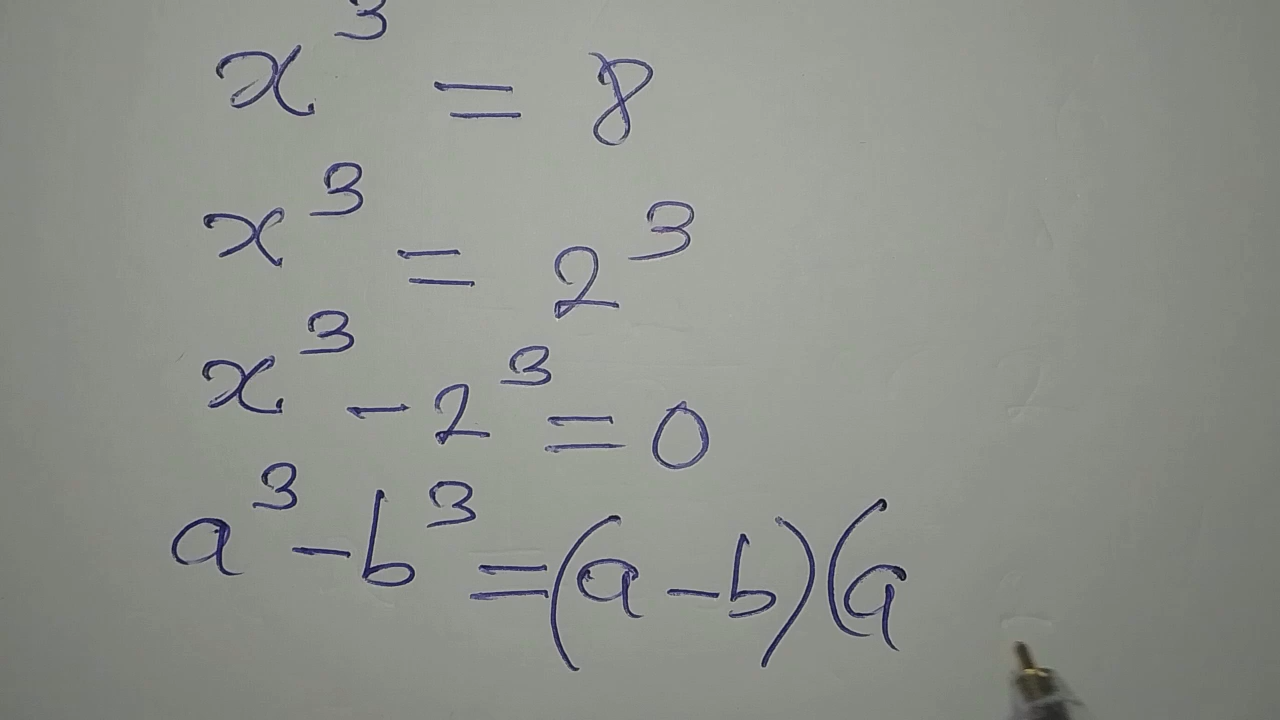 x³ = 8
x³ = 2³
x³ - 2³ = 0
a³ - b³ = (a - b)(a